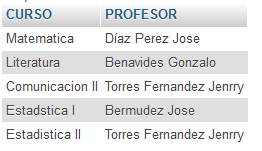 CURSO PROFESOR
Matematica Díaz Perez Jose
Literatura Benavides Gonzalo
Comunicacion II Torres Fernandez Jenrry
Estadstica I Bermudez Jose
Estadistica II Torres Fernandez Jenrry